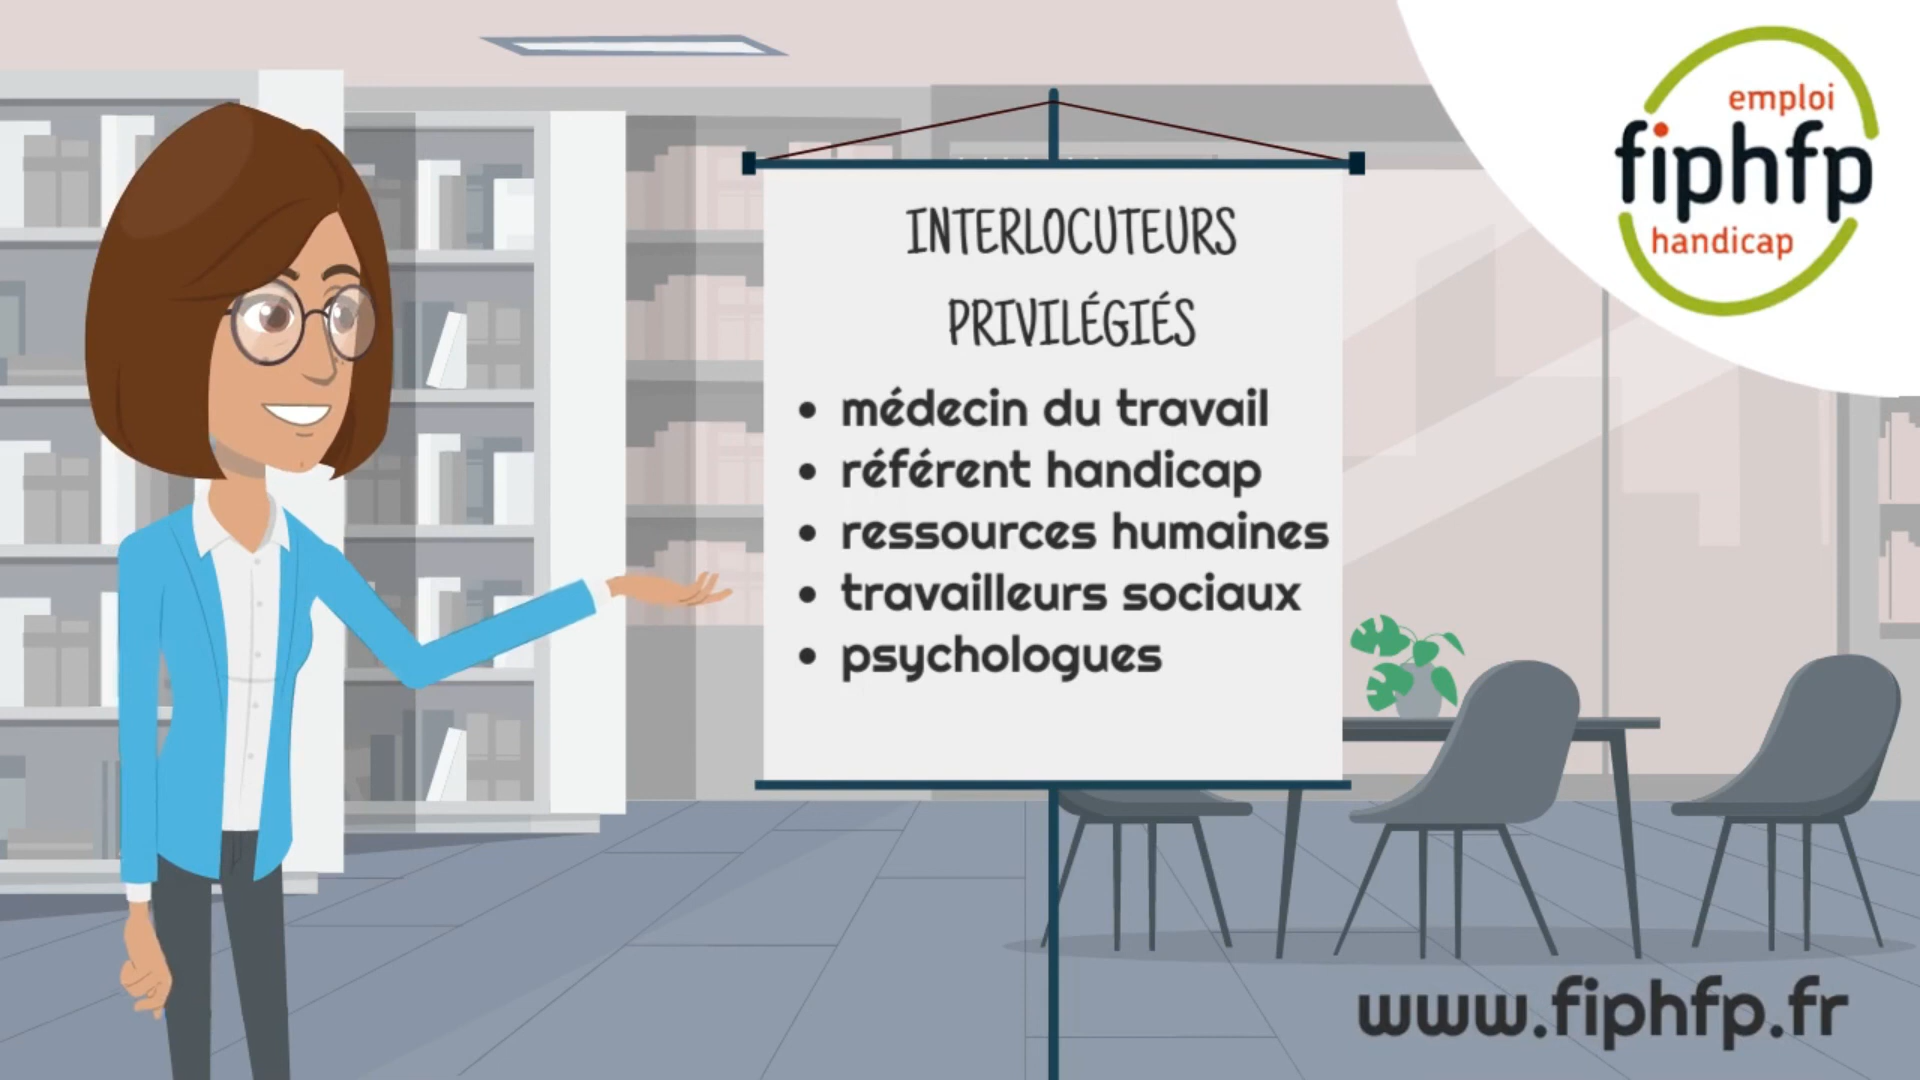 emploi
fiphfp
handicap
INTERLOCUTEURS
PRIVILÉGIÉS
• médecin du travail
• référent handicap
• ressources humaines
• travailleurs sociaux
• psychologues
www.fiphfp.fr